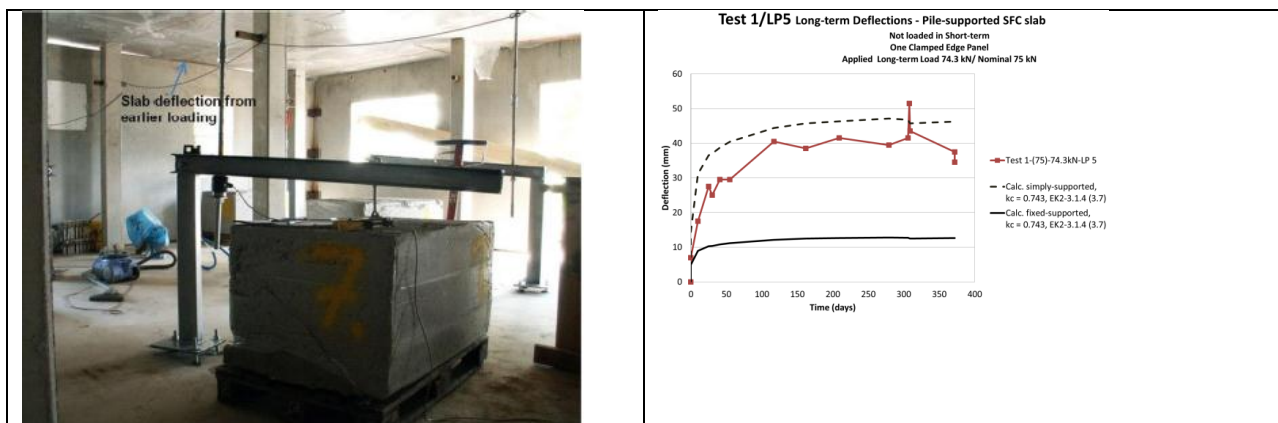 Slab deflection from
earlier loading
7.
Test 1/LP5 Long-term Deflections - Pile-supported SFC slab
Not loaded in Short-term
One Clamped Edge Panel
Applied Long-term Load 74.3 kN/ Nominal 75 kN
60
50
40
30
20
10
0
Deflection (mm)
0 50 100 150 200 250 300 350 400
Time (days)
Test 1-(75)-74.3kN-LP 5
Calc. simply-supported,
kc = 0.743, EK2-3.1.4 (3.7)
Calc. fixed-supported,
kc = 0.743, EK2-3.1.4 (3.7)